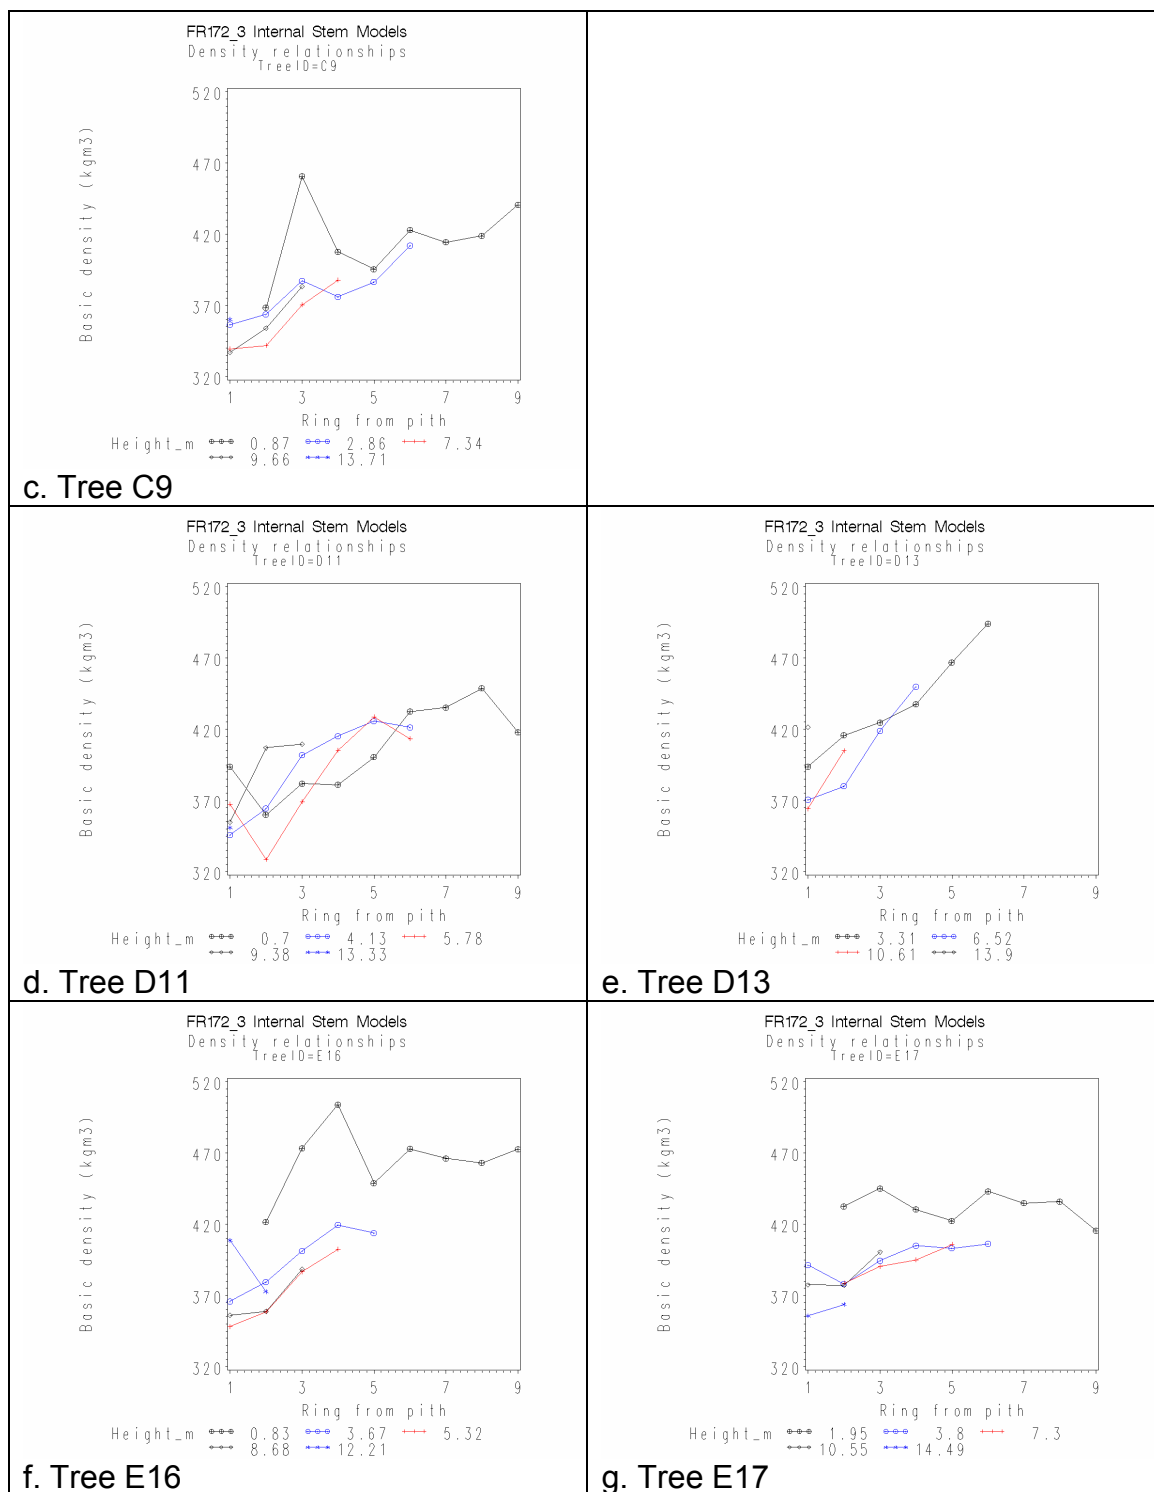 FR172_3 Internal Stem Models
Density relationships
TreeID=C9
Basic density (kgm3)
520
470
420
370
320
1 3 5 7 9
Ring from pith
Height_m 0.87 2.86 7.34
9.66 13.71
c. Tree C9
FR172_3 Internal Stem Models
Density relationships
TreeID=D11
Basic density (kgm3)
520
470
420
370
320
1 3 5 7 9
Ring from pith
Height_m 0.7 4.13 5.78
9.38 13.33
d. Tree D11
FR172_3 Internal Stem Models
Density relationships
TreeID=D13
Basic density (kgm3)
520
470
420
370
320
1 3 5 7 9
Ring from pith
Height_m 3.31 6.52
10.61 13.9
e. Tree D13
FR172_3 Internal Stem Models
Density relationships
TreeID=E16
Basic density (kgm3)
520
470
420
370
320
1 3 5 7 9
Ring from pith
Height_m 0.83 3.67 5.32
8.68 12.21
f. Tree E16
FR172_3 Internal Stem Models
Density relationships
TreeID=E17
Basic density (kgm3)
520
470
420
370
320
1 3 5 7 9
Ring from pith
Height_m 1.95 3.8 7.3
10.55 14.49
g. Tree E17